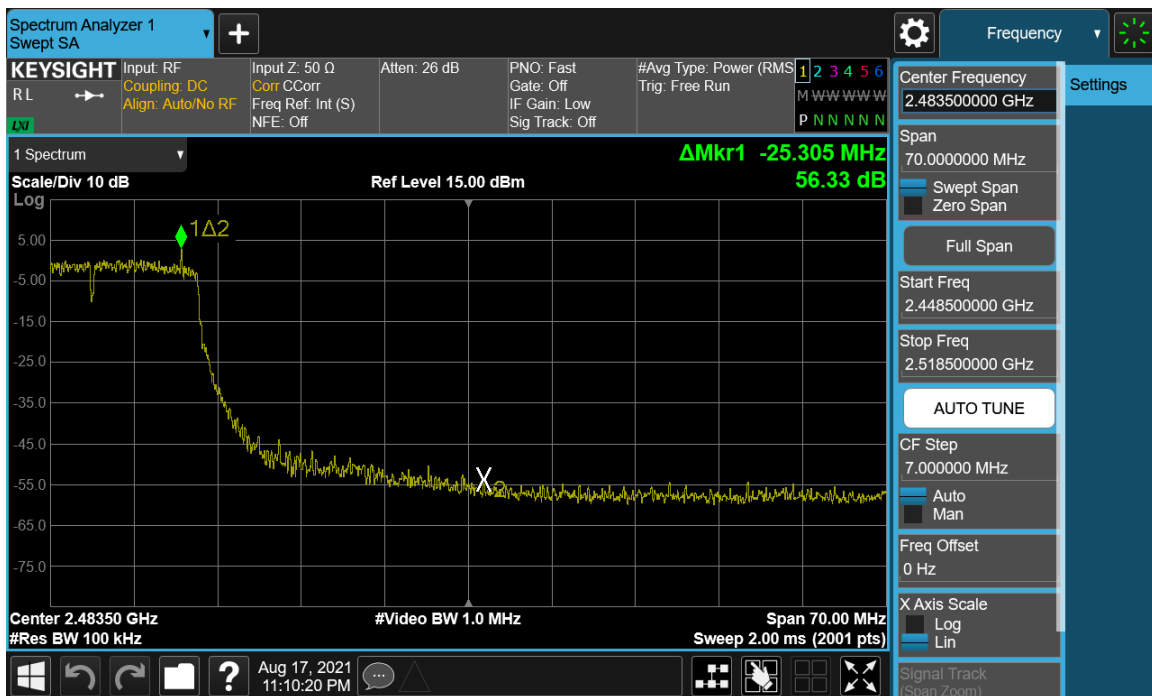 Spectrum Analyzer 1
Swept SA
Frequency
KEYSIGHT
R L
LXI
Input: RF
Coupling: DC
Align: Auto/No RF
Input Z: 50 Ω
Corr CCorr
Freq Ref: Int (S)
NFE: Off
Atten: 26 dB
PNO: Fast
Gate: Off
IF Gain: Low
Sig Track: Off
#Avg Type: Power (RMS
Trig: Free Run
1 2 3 4 5 6
M W W W W W
P N N N N N
1 Spectrum
ΔMkr1 -25.305 MHz
56.33 dB
Scale/Div 10 dB
Ref Level 15.00 dBm
Log
1Δ2
5.00
-5.00
-15.0
-25.0
-35.0
-45.0
-55.0
-65.0
-75.0
X2
Center 2.48350 GHz
#Video BW 1.0 MHz
Span 70.00 MHz
#Res BW 100 kHz
Sweep 2.00 ms (2001 pts)
Aug 17, 2021
11:10:20 PM
Settings
Center Frequency
2.483500000 GHz
Span
70.0000000 MHz
Swept Span
Zero Span
Full Span
Start Freq
2.448500000 GHz
Stop Freq
2.518500000 GHz
AUTO TUNE
CF Step
7.000000 MHz
Auto
Man
Freq Offset
0 Hz
X Axis Scale
Log
Lin
Signal Track
(Span Zoom)